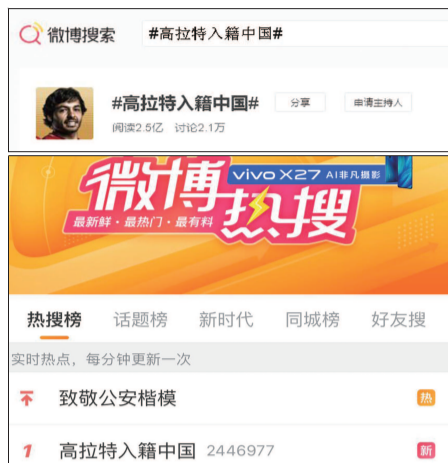 微博搜索 #高拉特入籍中国#
#高拉特入籍中国# 分享 申请主持人
阅读2.5亿 讨论2.1万
微博 vivo X27 AI非凡摄影
热搜
最新鲜·最热门·最有料
热搜榜 话题榜 新时代 同城榜 好友搜
实时热点，每分钟更新一次
致敬公安楷模 热
1 高拉特入籍中国 2446977 新